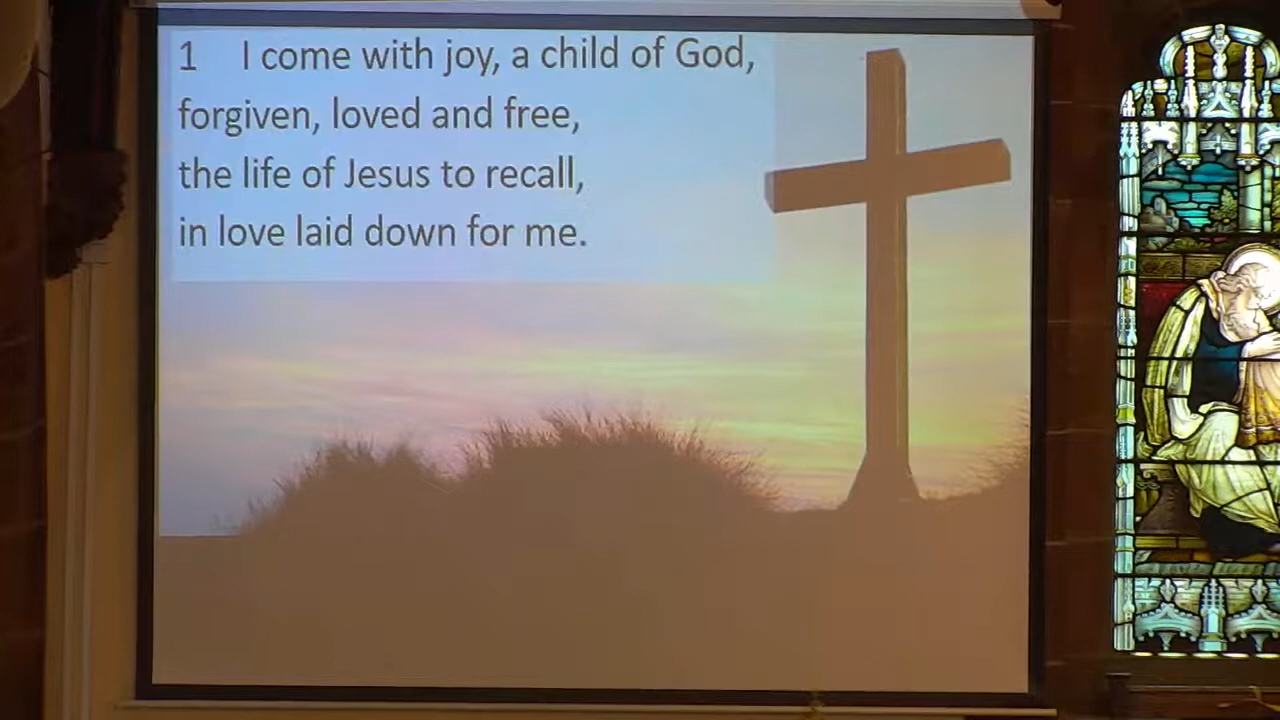 1 I come with joy, a child of God,
forgiven, loved and free,
the life of Jesus to recall,
in love laid down for me.